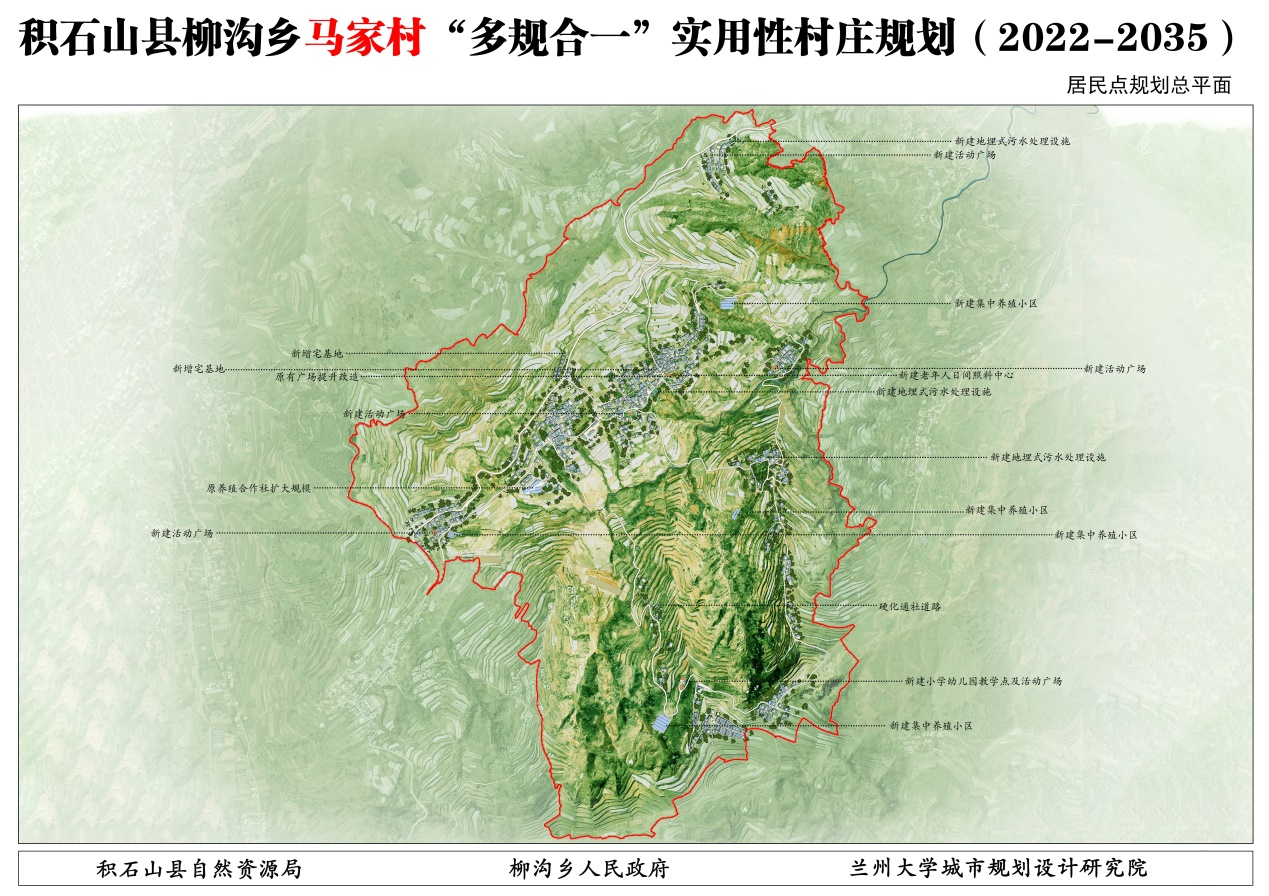 积石山县柳沟乡马家村“多规合一”实用性村庄规划（2022-2035）
居民点规划总平面
新建地埋式污水处理设施
新建活动广场
新建集中养殖小区
新增宅基地
新增宅基地
原有广场提升改造
新建活动广场
新建老年人日间照料中心
新建地埋式污水处理设施
新建活动广场
新建地埋式污水处理设施
原养殖合作社扩大规模
新建集中养殖小区
新建活动广场
新建集中养殖小区
硬化通社道路
新建小学幼儿园教学点及活动广场
新建集中养殖小区
积石山县自然资源局
柳沟乡人民政府
兰州大学城市规划设计研究院